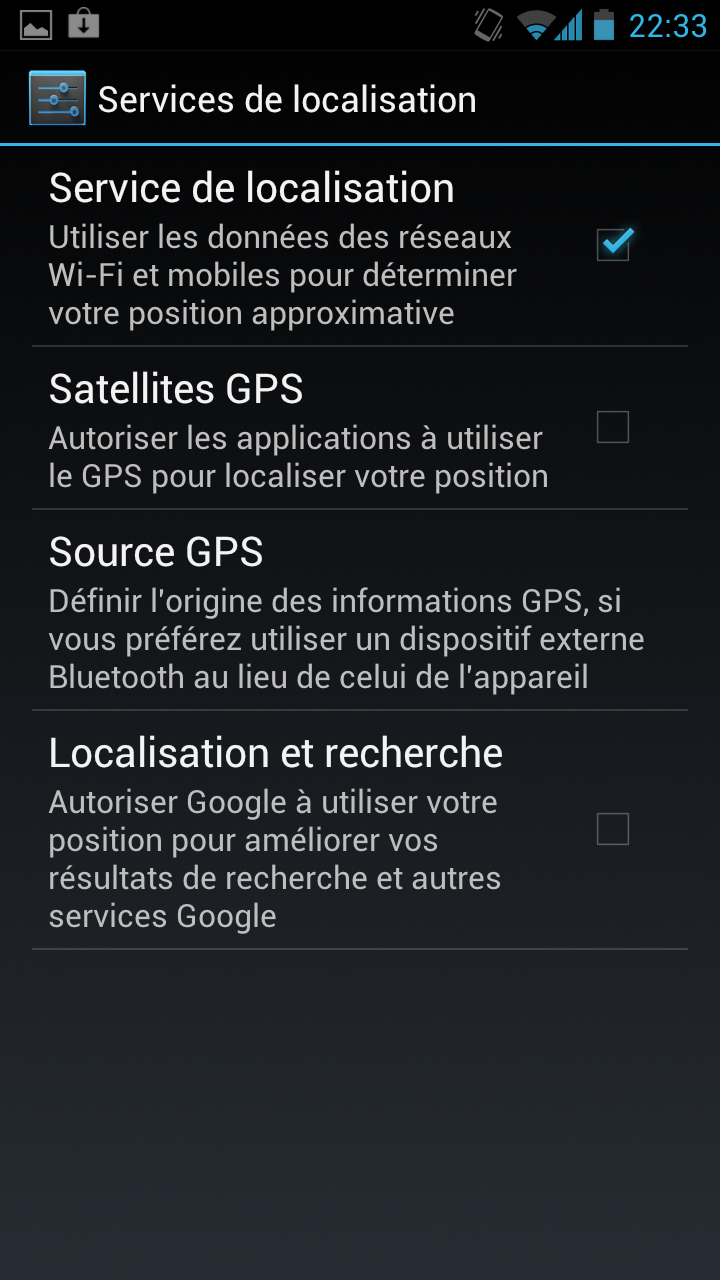 22:33
Services de localisation
Service de localisation
Utiliser les données des réseaux
Wi-Fi et mobiles pour déterminer
votre position approximative
Satellites GPS
Autoriser les applications à utiliser
le GPS pour localiser votre position
Source GPS
Définir l'origine des informations GPS, si
vous préférez utiliser un dispositif externe
Bluetooth au lieu de celui de l'appareil
Localisation et recherche
Autoriser Google à utiliser votre
position pour améliorer vos
résultats de recherche et autres
services Google